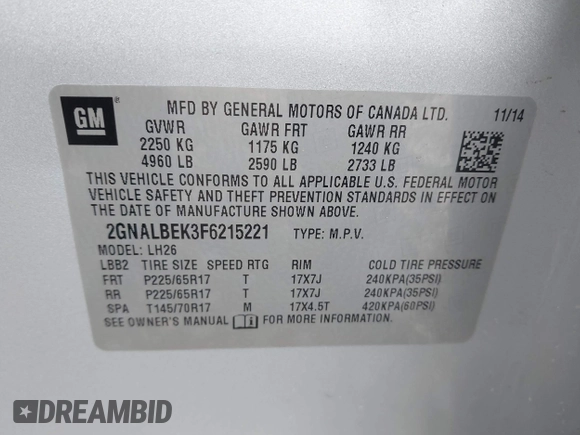 GM ®
MFD BY GENERAL MOTORS OF CANADA LTD. 11/14
GVWR GAWR FRT GAWR RR
2250 KG 1175 KG 1240 KG
4960 LB 2590 LB 2733 LB
THIS VEHICLE CONFORMS TO ALL APPLICABLE U.S. FEDERAL MOTOR
VEHICLE SAFETY AND THEFT PREVENTION STANDARDS IN EFFECT ON
THE DATE OF MANUFACTURE SHOWN ABOVE.
2GNALBEK3F6215221 TYPE: M.P.V.
MODEL: LH26
LBB2 TIRE SIZE SPEED RTG RIM COLD TIRE PRESSURE
FRT P225/65R17 T 17X7J 240KPA(35PSI)
RR P225/65R17 T 17X7J 240KPA(35PSI)
SPA T145/70R17 M 17X4.5T 420KPA(60PSI)
SEE OWNER'S MANUAL i FOR MORE INFORMATION.
DREAMBID